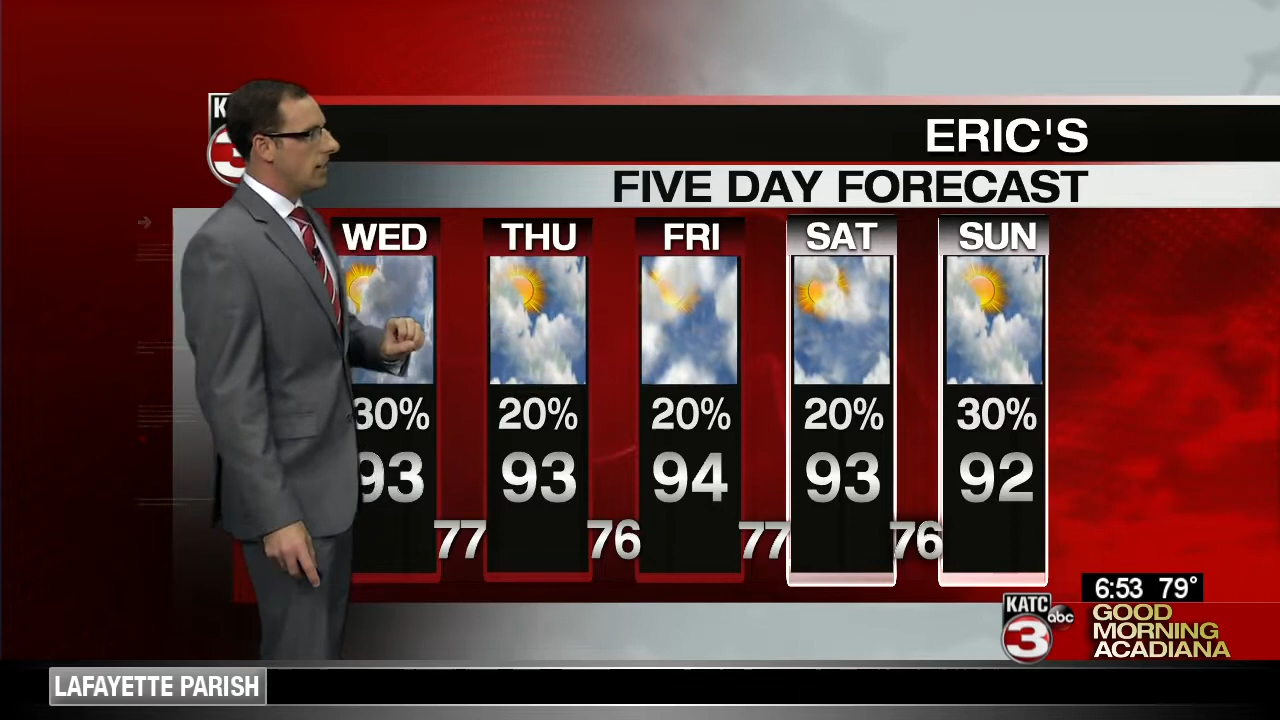 ERIC'S
FIVE DAY FORECAST
WED THU FRI SAT SUN
30% 20% 20% 20% 30%
93 93 94 93 92
77 76 77 76
6:53 79°
KATC
abc
3
GOOD
MORNING
ACADIANA
LAFAYETTE PARISH